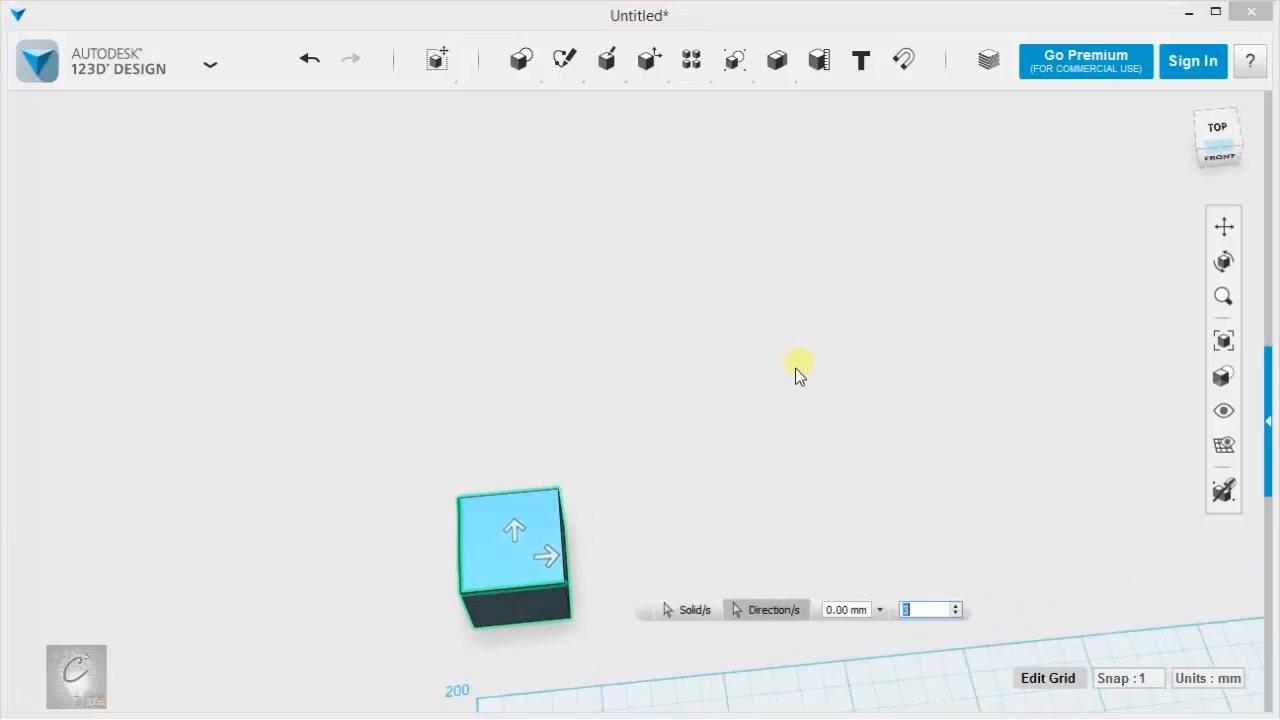 Untitled*
AUTODESK®
123D® DESIGN
Go Premium
(FOR COMMERCIAL USE)
Sign In
?
TOP
FRONT
Solid/s
Direction/s
0.00 mm
3
200
Edit Grid
Snap : 1
Units : mm